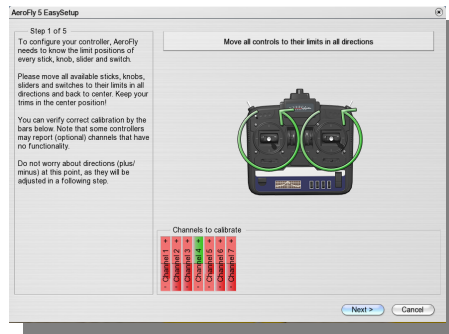 AeroFly 5 EasySetup
Step 1 of 5
To configure your controller, AeroFly
needs to know the limit positions of
every stick, knob, slider and switch.
Please move all available sticks, knobs,
sliders and switches to their limits in all
directions and back to center. Keep your
trims in the center position!
You can verify correct calibration by the
bars below. Note that some controllers
may report (optional) channels that have
no functionality.
Do not worry about directions (plus/
minus) at this point, as they will be
adjusted in a following step.
Move all controls to their limits in all directions
Channels to calibrate
- Channel 1 +
- Channel 2 +
- Channel 3 +
- Channel 4 +
- Channel 5 +
- Channel 6 +
- Channel 7 +
Next >
Cancel